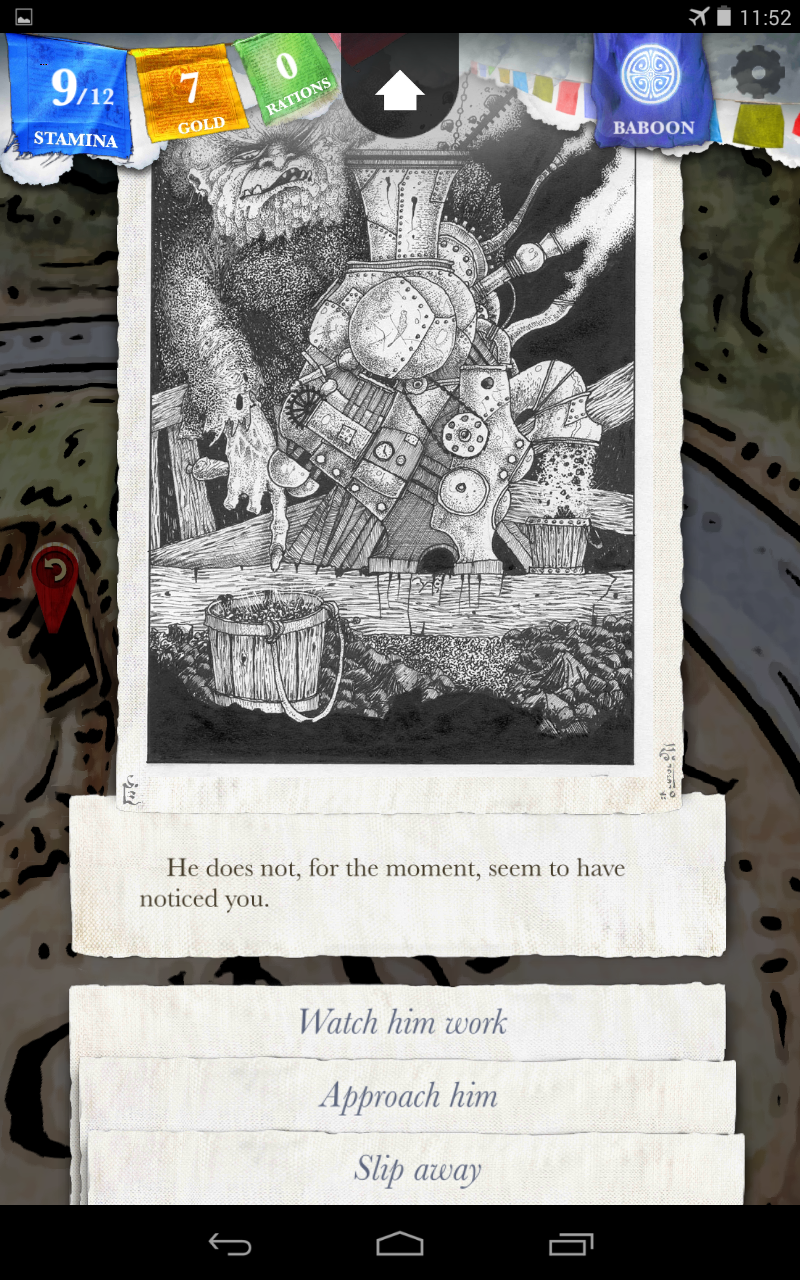 11:52
9/12
STAMINA
7
GOLD
0
RATIONS
BABOON
He does not, for the moment, seem to have
noticed you.
Watch him work
Approach him
Slip away